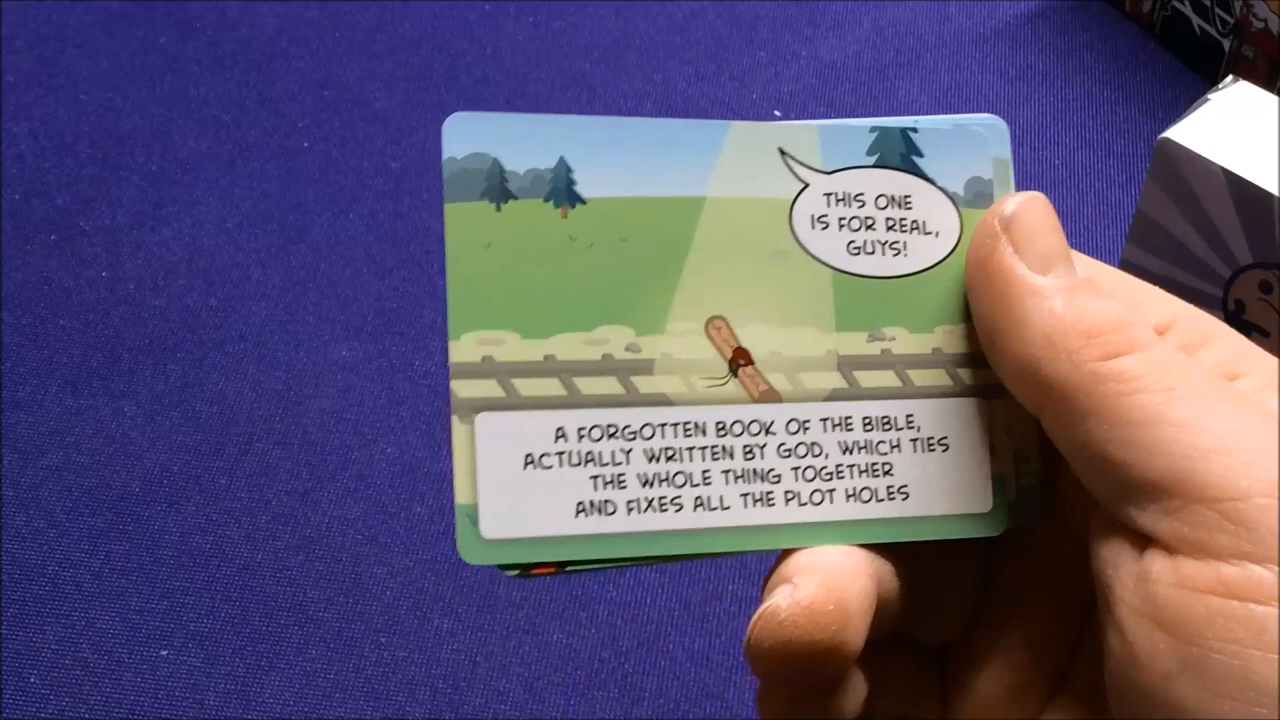 THIS ONE
IS FOR REAL,
GUYS!
A FORGOTTEN BOOK OF THE BIBLE,
ACTUALLY WRITTEN BY GOD, WHICH TIES
THE WHOLE THING TOGETHER
AND FIXES ALL THE PLOT HOLES